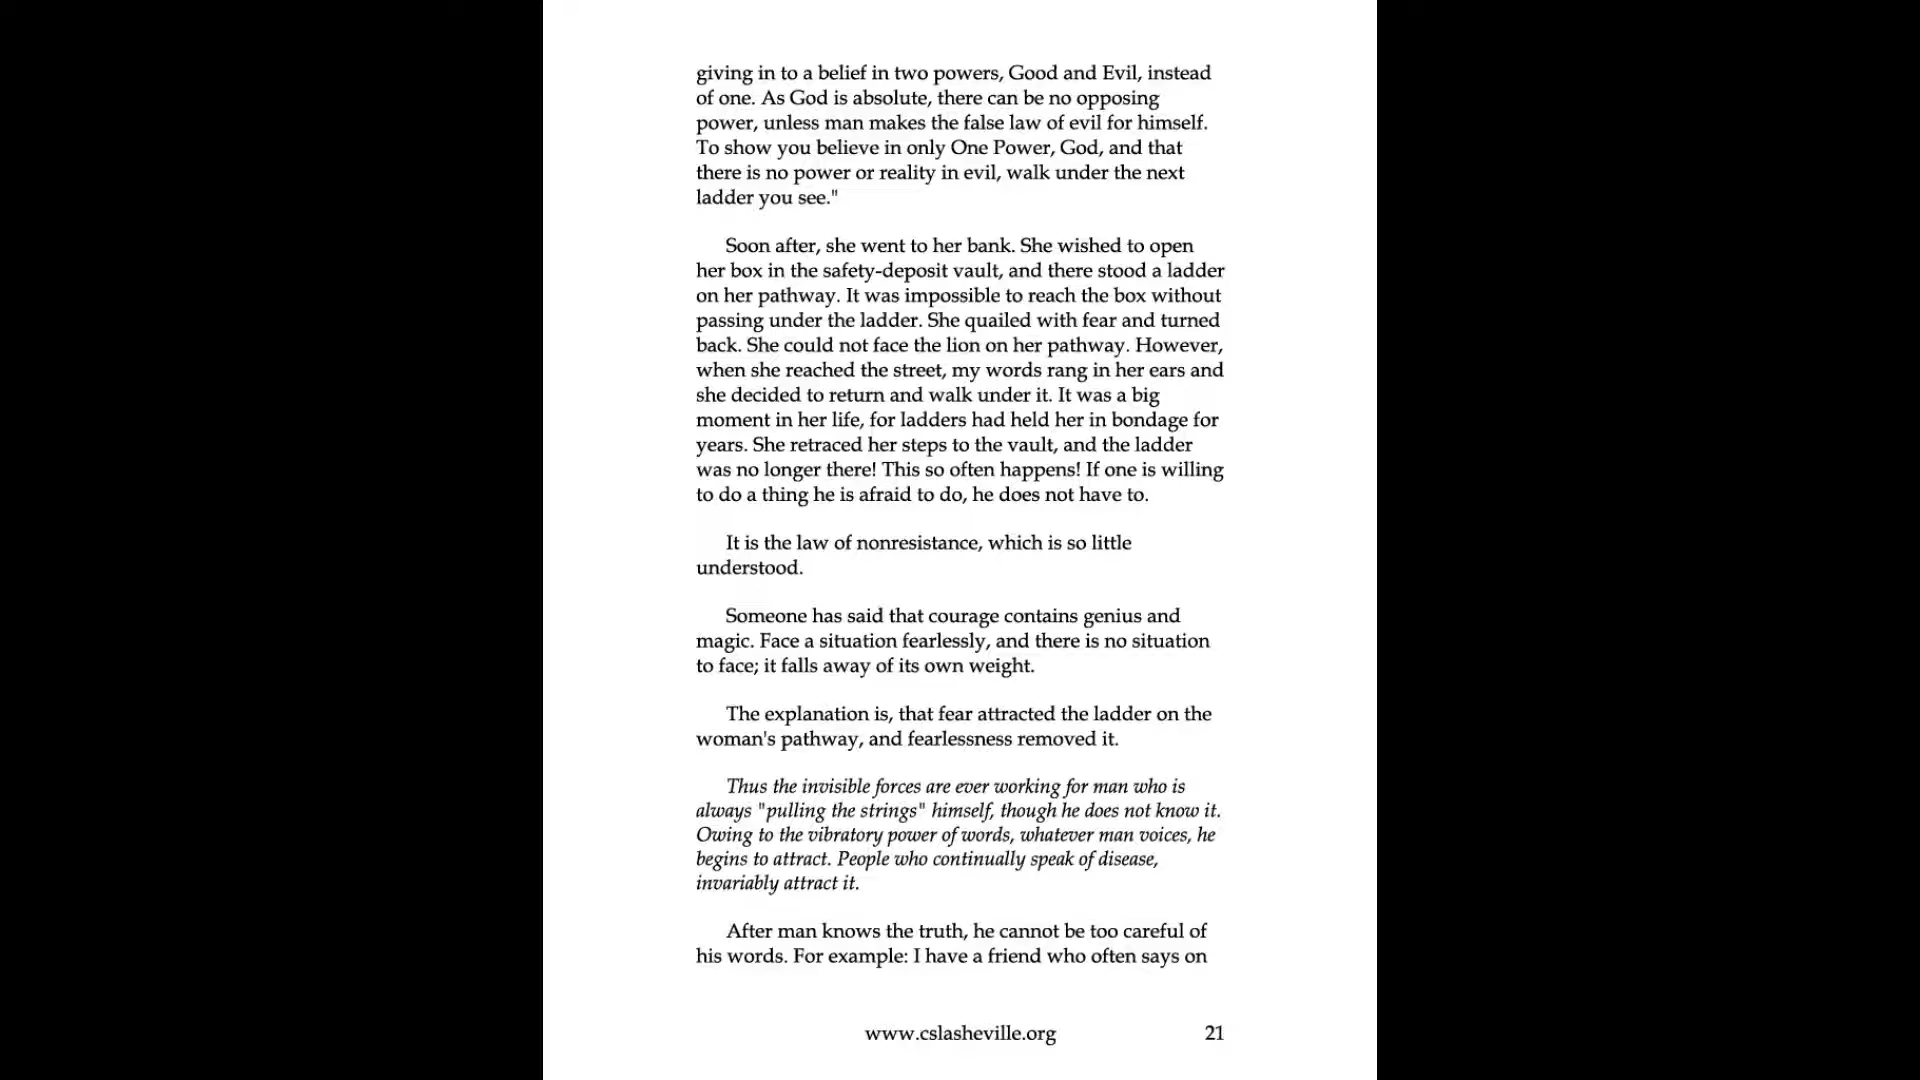 giving in to a belief in two powers, Good and Evil, instead
of one. As God is absolute, there can be no opposing
power, unless man makes the false law of evil for himself.
To show you believe in only One Power, God, and that
there is no power or reality in evil, walk under the next
ladder you see."
Soon after, she went to her bank. She wished to open
her box in the safety-deposit vault, and there stood a ladder
on her pathway. It was impossible to reach the box without
passing under the ladder. She quailed with fear and turned
back. She could not face the lion on her pathway. However,
when she reached the street, my words rang in her ears and
she decided to return and walk under it. It was a big
moment in her life, for ladders had held her in bondage for
years. She retraced her steps to the vault, and the ladder
was no longer there! This so often happens! If one is willing
to do a thing he is afraid to do, he does not have to.
It is the law of nonresistance, which is so little
understood.
Someone has said that courage contains genius and
magic. Face a situation fearlessly, and there is no situation
to face; it falls away of its own weight.
The explanation is, that fear attracted the ladder on the
woman's pathway, and fearlessness removed it.
Thus the invisible forces are ever working for man who is
always "pulling the strings" himself, though he does not know it.
Owing to the vibratory power of words, whatever man voices, he
begins to attract. People who continually speak of disease,
invariably attract it.
After man knows the truth, he cannot be too careful of
his words. For example: I have a friend who often says on
www.cslasheville.org 21